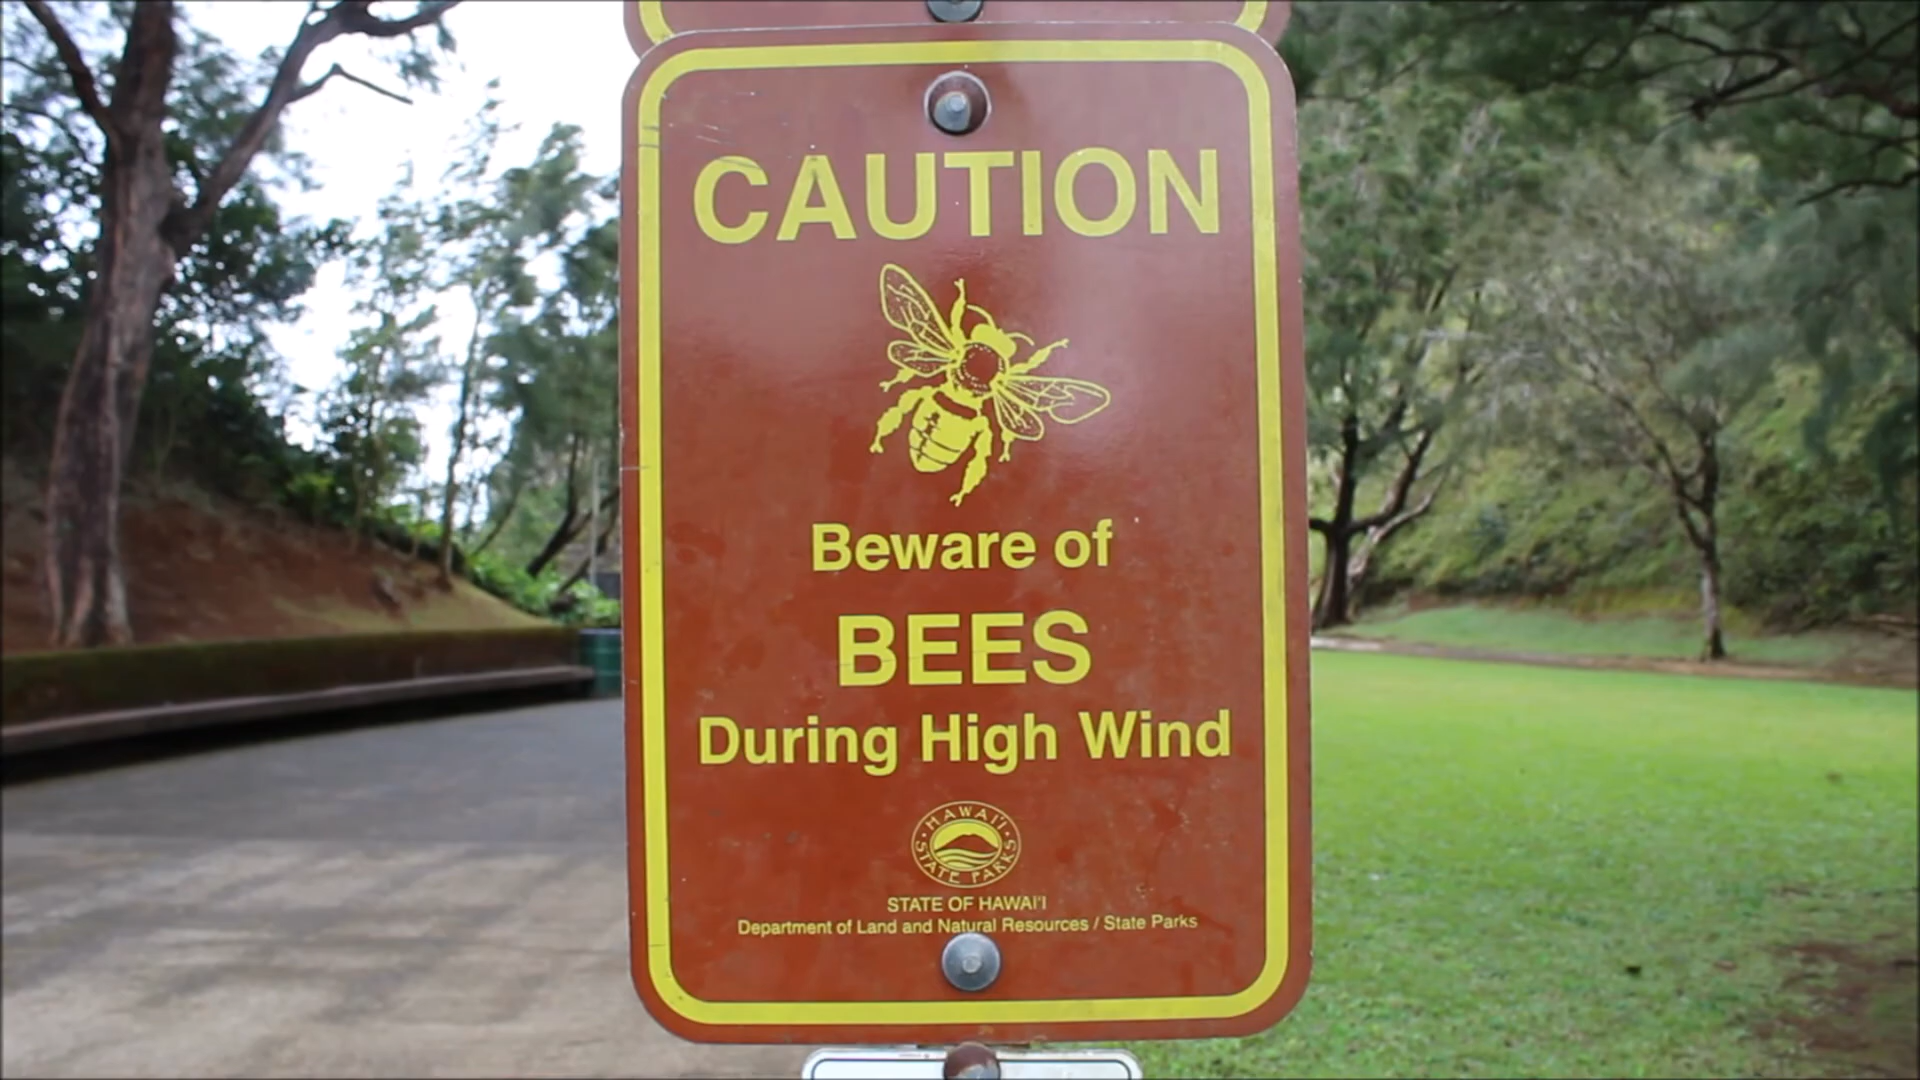 CAUTION
Beware of
BEES
During High Wind
HAWAI'I
STATE PARKS
STATE OF HAWAI'I
Department of Land and Natural Resources / State Parks